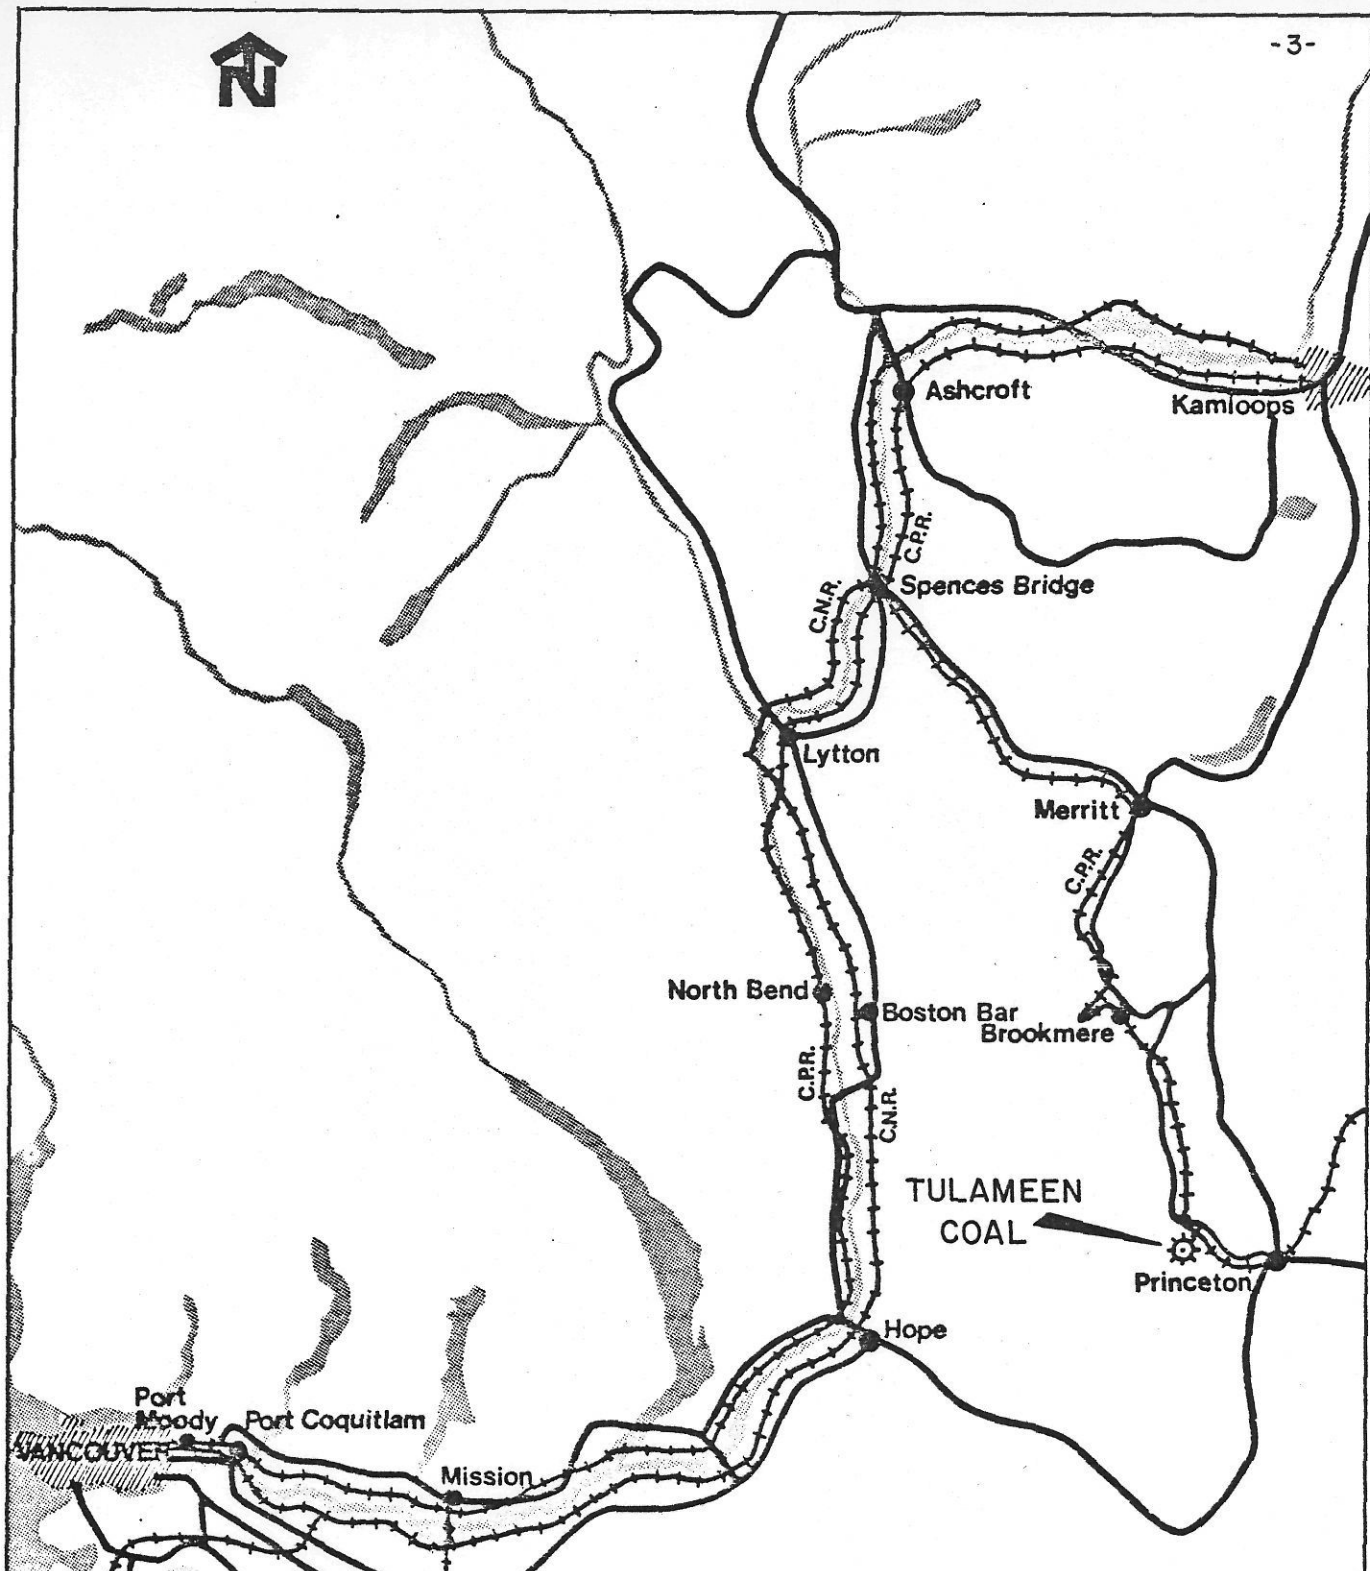 -3-
N
Ashcroft
Kamloops
C.P.R.
Spences Bridge
C.N.R.
Lytton
Merritt
C.P.R.
North Bend
Boston Bar
Brookmere
C.P.R.
C.N.R.
TULAMEEN
COAL
Princeton
Hope
Port
Moody
Port Coquitlam
VANCOUVER
Mission